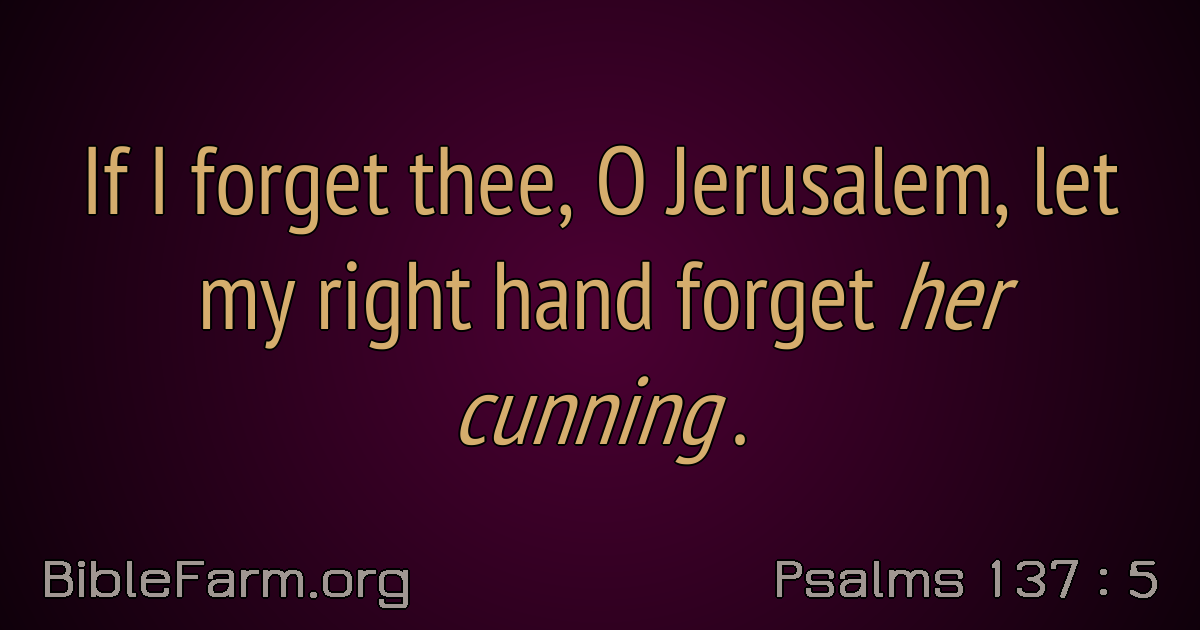 If I forget thee, O Jerusalem, let
my right hand forget her
cunning .
BibleFarm.org
Psalms 137 : 5